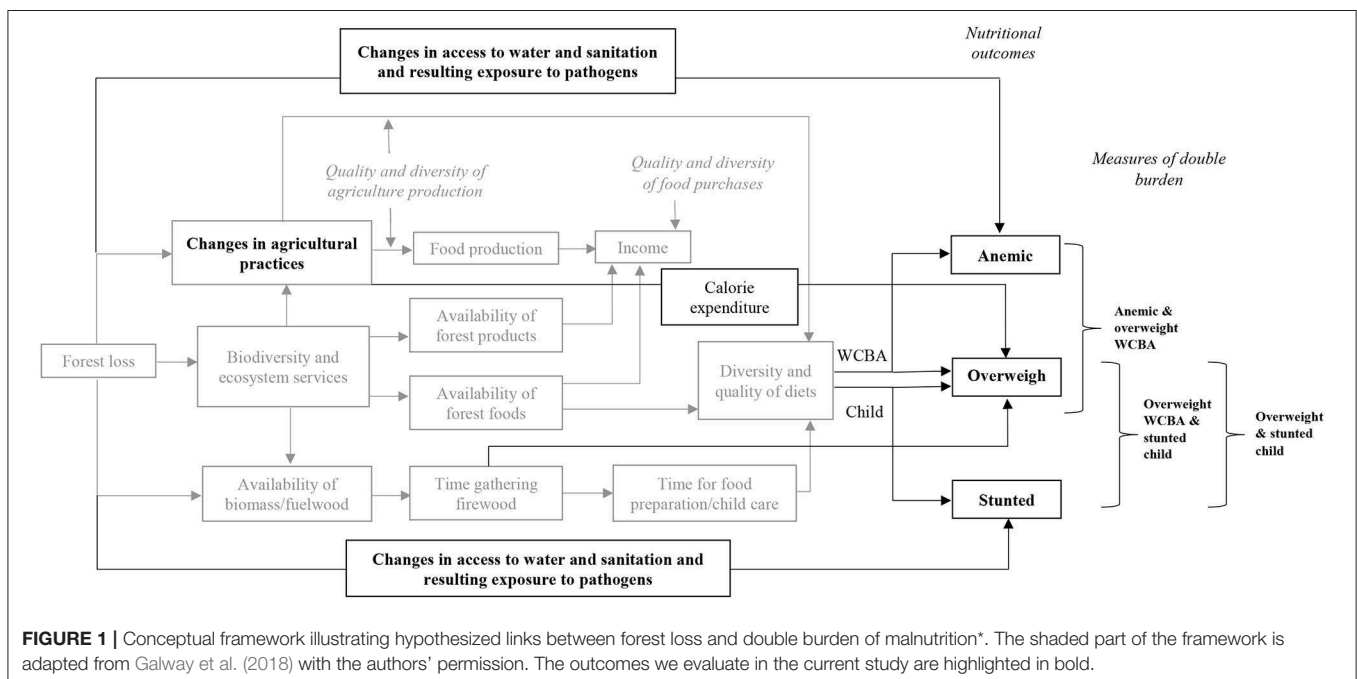 Changes in access to water and sanitation
and resulting exposure to pathogens
Nutritional
outcomes
Measures of double
burden
Quality and diversity of
agriculture production
Quality and diversity
of food purchases
Changes in agricultural
practices
Food production
Income
Anemic
Calorie
expenditure
Availability of
forest products
Forest loss
Biodiversity and
ecosystem services
Availability of
forest foods
Diversity and
quality of diets
WCBA
Child
Overweigh
Anemic &
overweight
WCBA
Overweight
WCBA &
stunted
child
Overweight
& stunted
child
Availability of
biomass/fuelwood
Time gathering
firewood
Time for food
preparation/child care
Stunted
Changes in access to water and sanitation and
resulting exposure to pathogens
FIGURE 1 | Conceptual framework illustrating hypothesized links between forest loss and double burden of malnutrition*. The shaded part of the framework is
adapted from Galway et al. (2018) with the authors' permission. The outcomes we evaluate in the current study are highlighted in bold.